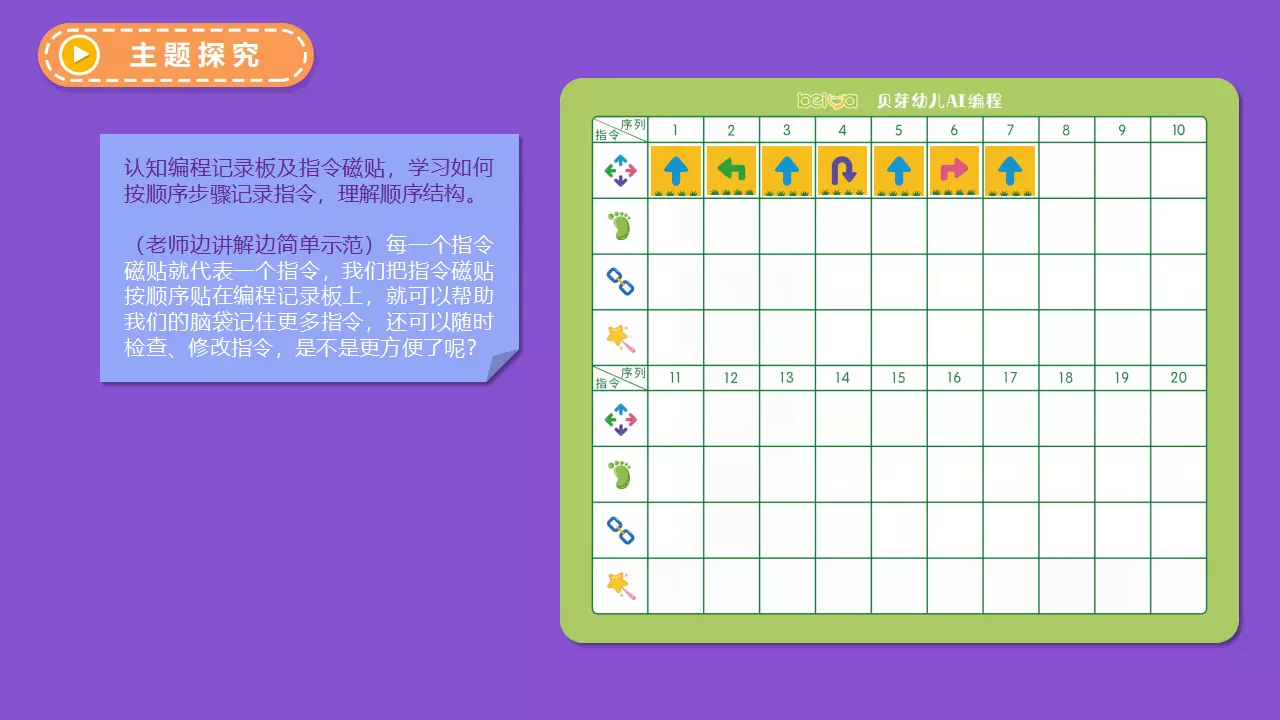 主题探究
认知编程记录板及指令磁贴，学习如何
按顺序步骤记录指令，理解顺序结构。
（老师边讲解边简单示范）每一个指令
磁贴就代表一个指令，我们把指令磁贴
按顺序贴在编程记录板上，就可以帮助
我们的脑袋记住更多指令，还可以随时
检查、修改指令，是不是更方便了呢？
beiya 贝芽幼儿AI编程
序列
指令
1 2 3 4 5 6 7 8 9 10
序列
指令
11 12 13 14 15 16 17 18 19 20